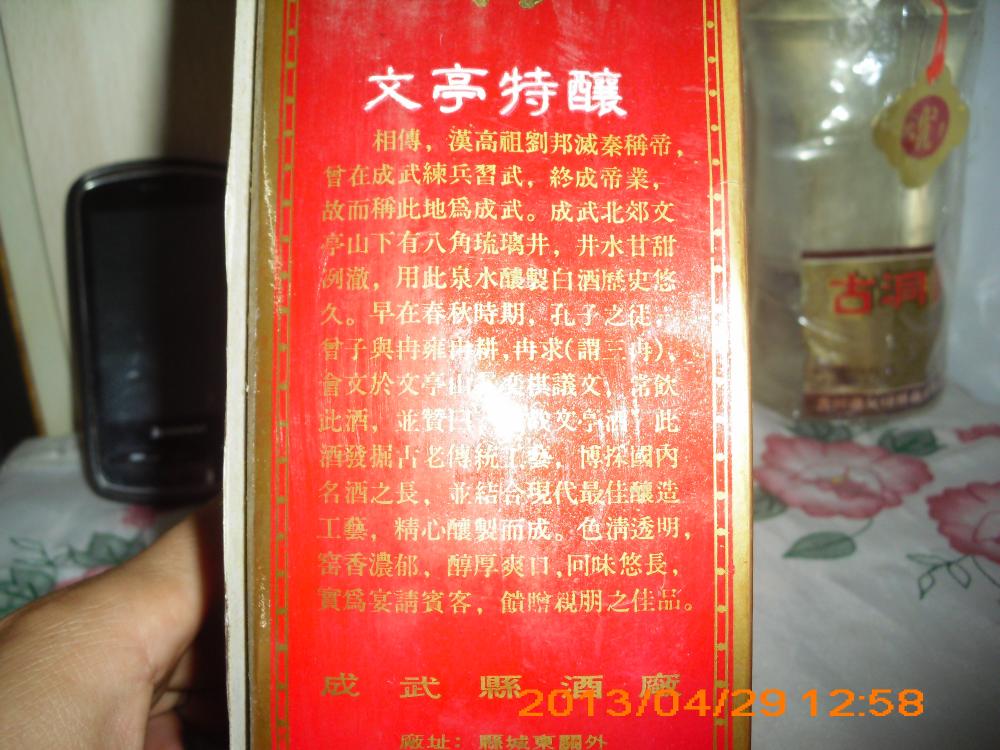 文亭特釀
相傳，漢高祖劉邦滅秦稱帝，
曾在成武練兵習武，終成帝業，
故而稱此地爲成武。成武北郊文
亭山下有八角琉璃井，井水甘甜
冽澈，用此泉水釀製白酒歷史悠
久。早在春秋時期，孔子之徒
曾子與冉雍冉耕，冉求(謂三冉)、
會文於文亭山 棋議文，常飲
此酒，並贊曰 文亭酒" 此
酒發掘古老傳統工藝，博採國內
名酒之長，並結合現代最佳釀造
工藝，精心釀製而成。色清透明，
窖香濃郁，醇厚爽口，回味悠長，
實爲宴請賓客，饋贈親朋之佳品。
成武縣酒廠
廠址：縣城東關外
古洞
2013/04/29 12:58